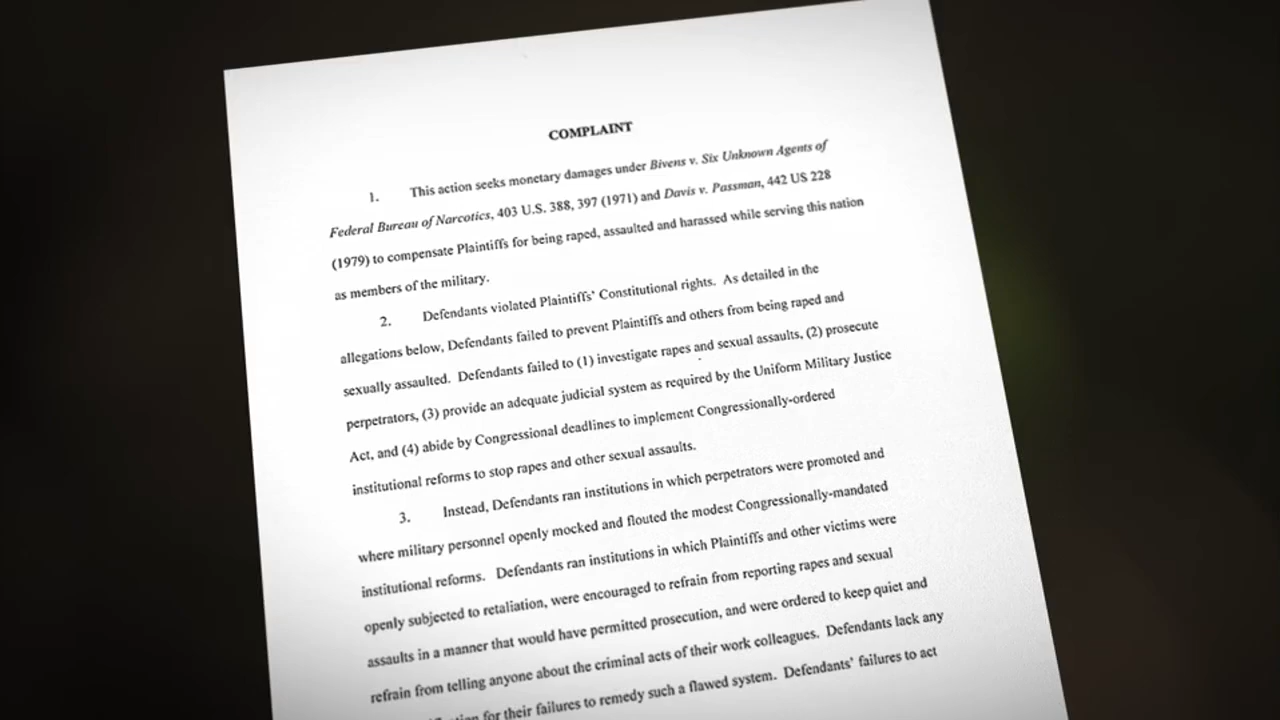 COMPLAINT
1. This action seeks monetary damages under Bivens v. Six Unknown Agents of
Federal Bureau of Narcotics, 403 U.S. 388, 397 (1971) and Davis v. Passman, 442 US 228
(1979) to compensate Plaintiffs for being raped, assaulted and harassed while serving this nation
as members of the military.
2. Defendants violated Plaintiffs' Constitutional rights. As detailed in the
allegations below, Defendants failed to prevent Plaintiffs and others from being raped and
sexually assaulted. Defendants failed to (1) investigate rapes and sexual assaults, (2) prosecute
perpetrators, (3) provide an adequate judicial system as required by the Uniform Military Justice
Act, and (4) abide by Congressional deadlines to implement Congressionally-ordered
institutional reforms to stop rapes and other sexual assaults.
3. Instead, Defendants ran institutions in which perpetrators were promoted and
where military personnel openly mocked and flouted the modest Congressionally-mandated
institutional reforms. Defendants ran institutions in which Plaintiffs and other victims were
openly subjected to retaliation, were encouraged to refrain from reporting rapes and sexual
assaults in a manner that would have permitted prosecution, and were ordered to keep quiet and
refrain from telling anyone about the criminal acts of their work colleagues. Defendants lack any
for their failures to remedy such a flawed system. Defendants' failures to act